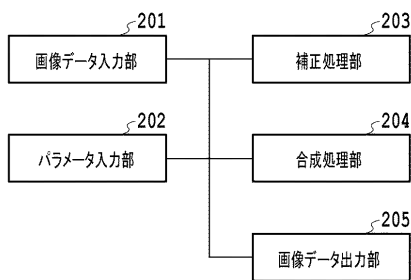 201
画像データ入力部
203
補正処理部
202
パラメータ入力部
204
合成処理部
205
画像データ出力部